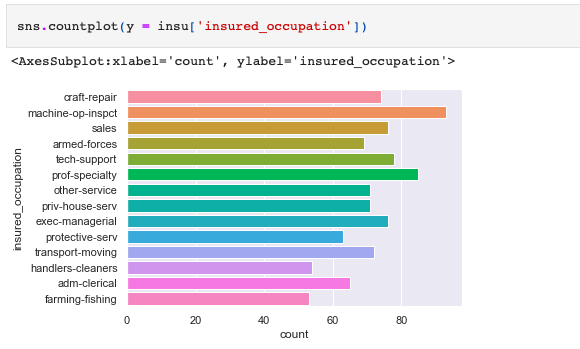 sns.countplot(y = insu['insured_occupation'])
<AxesSubplot:xlabel='count', ylabel='insured_occupation'>
insured_occupation
craft-repair
machine-op-inspct
sales
armed-forces
tech-support
prof-specialty
other-service
priv-house-serv
exec-managerial
protective-serv
transport-moving
handlers-cleaners
adm-clerical
farming-fishing
0 20 40 60 80
count